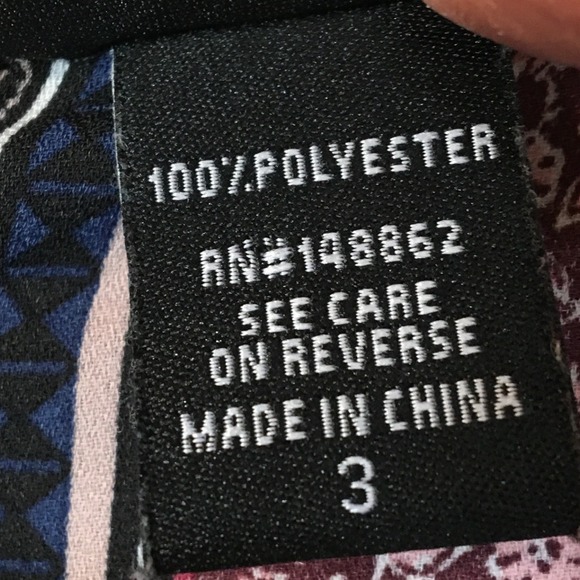 100% POLYESTER
RN#148862
SEE CARE
ON REVERSE
MADE IN CHINA
3